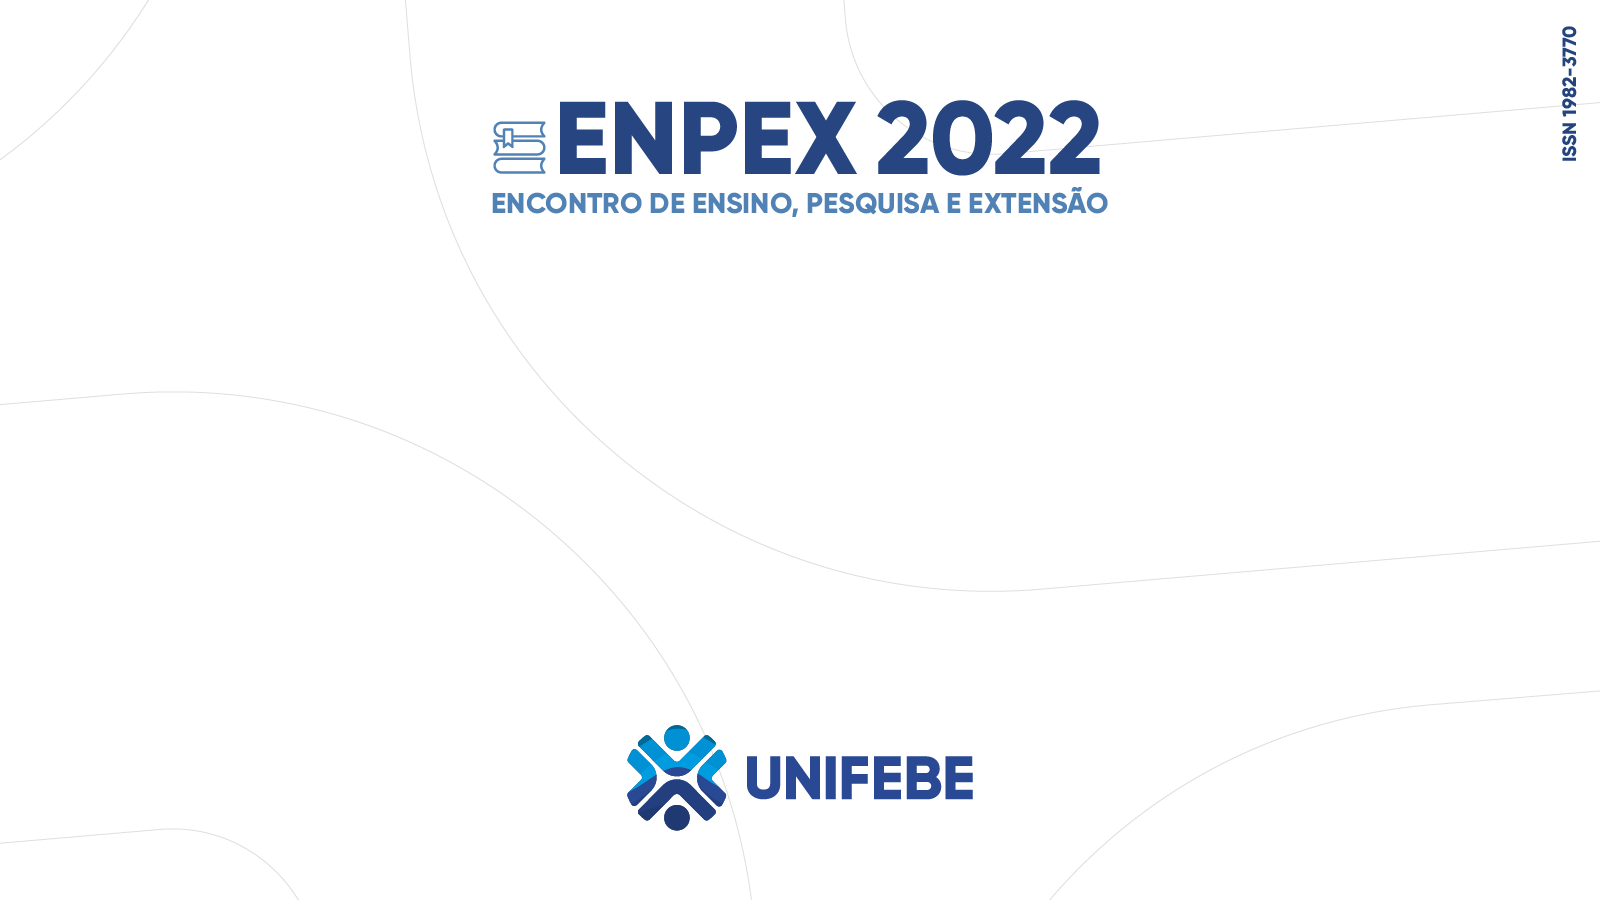 ENPEX 2022
ENCONTRO DE ENSINO, PESQUISA E EXTENSÃO
ISSN 1982-3770
UNIFEBE